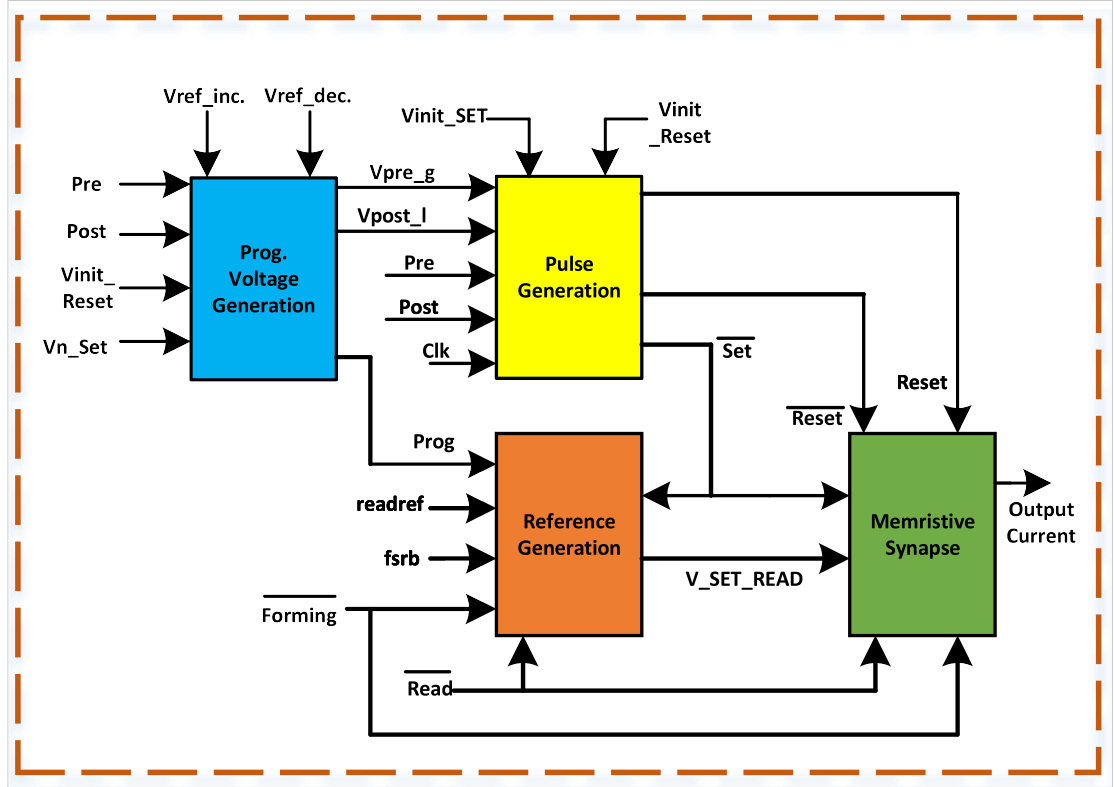 Vref_inc.
Vref_dec.
Vinit_SET
Vinit
_Reset
Pre
Post
Vinit_
Reset
Vn_Set
Prog.
Voltage
Generation
Vpre_g
Vpost_l
Pre
Post
Clk
Pulse
Generation
Set
Reset
Reset
Prog
readref
fsrb
Forming
Read
Reference
Generation
V_SET_READ
Memristive
Synapse
Output
Current